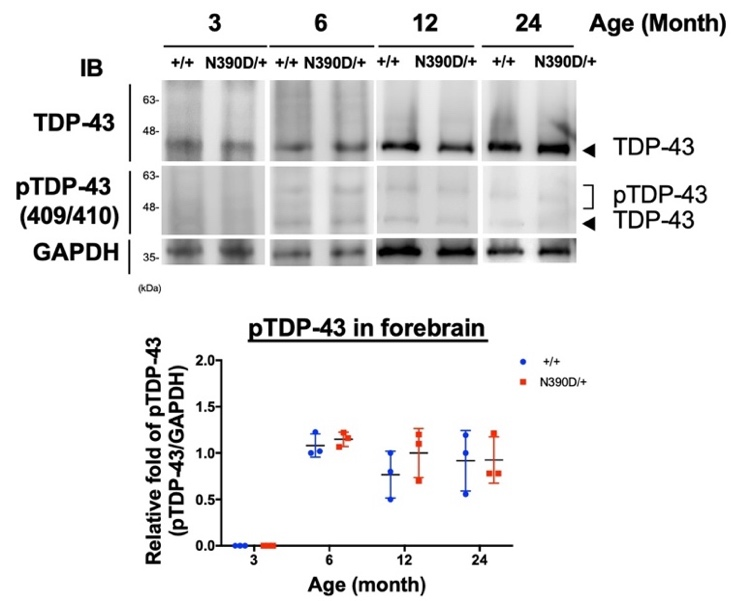 3 6 12 24 Age (Month)
IB +/+ N390D/+ +/+ N390D/+ +/+ N390D/+ +/+ N390D/+
63-
TDP-43
48-
TDP-43
pTDP-43
(409/410)
63-
48-
pTDP-43
TDP-43
GAPDH
35-
(kDa)
pTDP-43 in forebrain
Relative fold of pTDP-43
(pTDP-43/GAPDH)
2.0
1.5
1.0
0.5
0.0
3 6 12 24
Age (month)
+/+
N390D/+